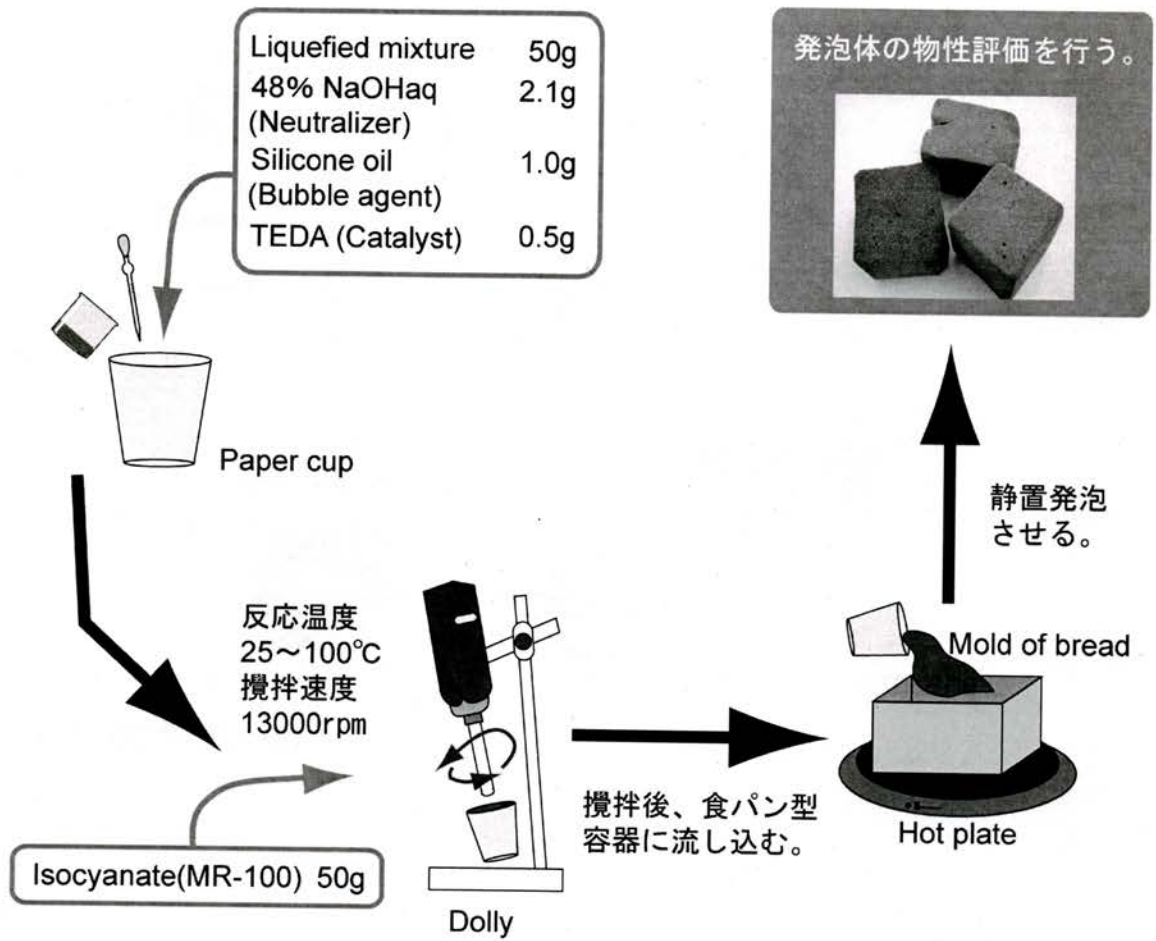 Liquefied mixture 50g
48% NaOHaq 2.1g
(Neutralizer)
Silicone oil 1.0g
(Bubble agent)
TEDA (Catalyst) 0.5g
Paper cup
反応温度
25～100℃
攪拌速度
13000rpm
Isocyanate(MR-100) 50g
Dolly
攪拌後、食パン型
容器に流し込む。
Mold of bread
Hot plate
静置発泡
させる。
発泡体の物性評価を行う。